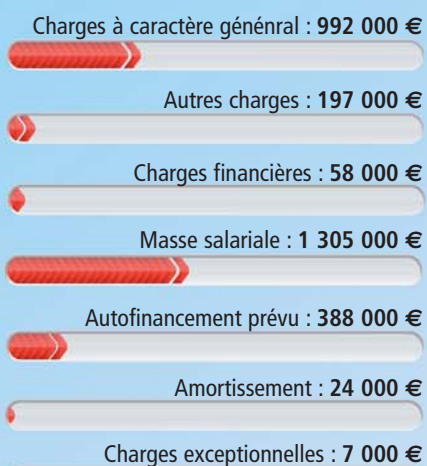 Charges à caractère génénral : 992 000 €
Autres charges : 197 000 €
Charges financières : 58 000 €
Masse salariale : 1 305 000 €
Autofinancement prévu : 388 000 €
Amortissement : 24 000 €
Charges exceptionnelles : 7 000 €